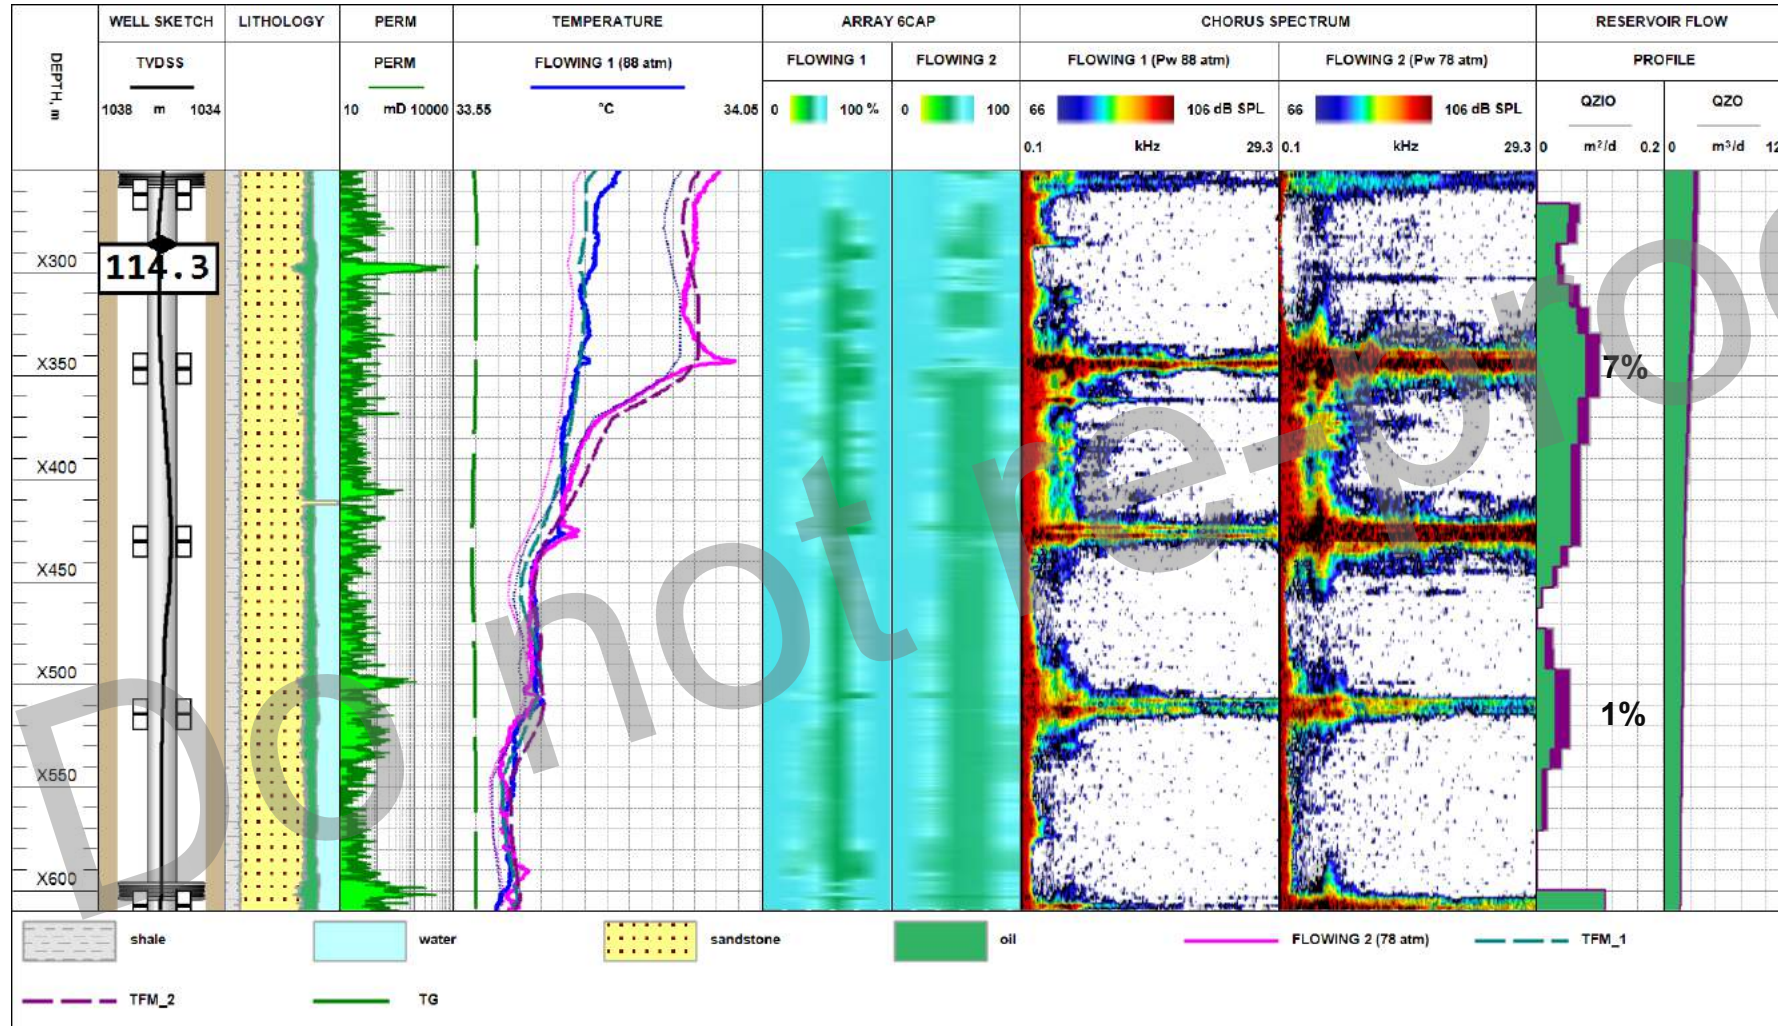 WELL SKETCH LITHOLOGY PERM TEMPERATURE ARRAY 6CAP CHORUS SPECTRUM RESERVOIR FLOW
DEPTH, m
TVDSS PERM FLOWING 1 (88 atm) FLOWING 1 FLOWING 2 FLOWING 1 (Pw 88 atm) FLOWING 2 (Pw 78 atm) PROFILE
QZIO QZO
1038 m 1034 10 mD 10000 33.55 °C 34.05 0 100 % 0 100 66 106 dB SPL 66 106 dB SPL
0.1 kHz 29.3 0.1 kHz 29.3 0 m²/d 0.2 0 m³/d 12
X300
114.3
X350
7%
X400
X450
X500
1%
X550
X600
Do not re-pro
shale water sandstone oil FLOWING 2 (78 atm) TFM_1
TFM_2 TG